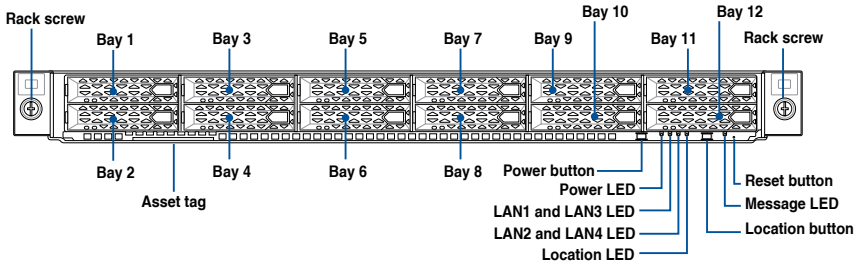 Bay 10
Bay 12
Rack screw
Bay 1
Bay 3
Bay 5
Bay 7
Bay 9
Bay 11
Rack screw
Bay 2
Bay 4
Bay 6
Bay 8
Asset tag
Power button
Power LED
LAN1 and LAN3 LED
LAN2 and LAN4 LED
Location LED
Reset button
Message LED
Location button